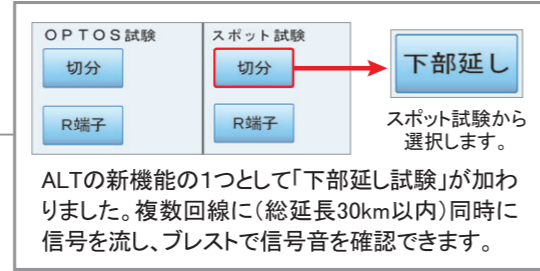 OPTOS試験 スポット試験
切分 切分 下部延し
R端子 R端子
スポット試験から
選択します。
ALTの新機能の1つとして「下部延し試験」が加わ
りました。複数回線に(総延長30km以内)同時に
信号を流し、ブレストで信号音を確認できます。